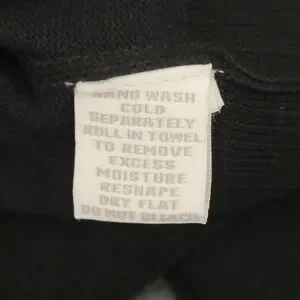 HAND WASH
COLD
SEPARATELY
ROLL IN TOWEL
TO REMOVE
EXCESS
MOISTURE
RESHAPE
DRY FLAT
DO NOT BLEACH